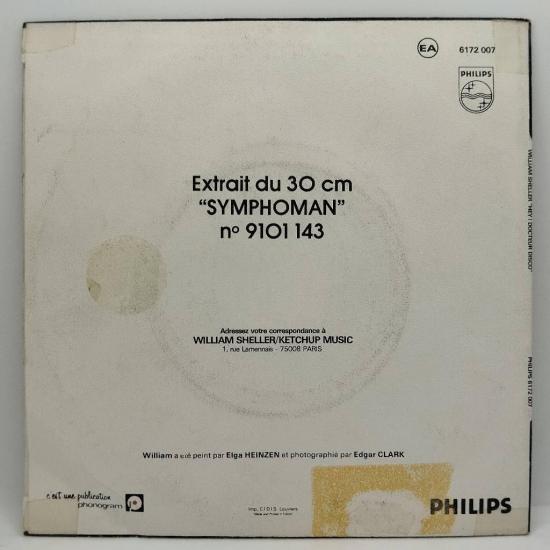 EA 6172 007
PHILIPS
Extrait du 30 cm
“SYMPHOMAN”
nº 9101 143
WILLIAM SHELLER "HEY! DOCTEUR DISCO"
Adressez votre correspondance à
WILLIAM SHELLER/KETCHUP MUSIC
1, rue Lamennais - 75008 PARIS
PHILIPS 6172 007
William a été peint par Elga HEINZEN et photographié par Edgar CLARK
c'est une publication
phonogram
Imp. C.I.D.I.S. Louviers
PHILIPS